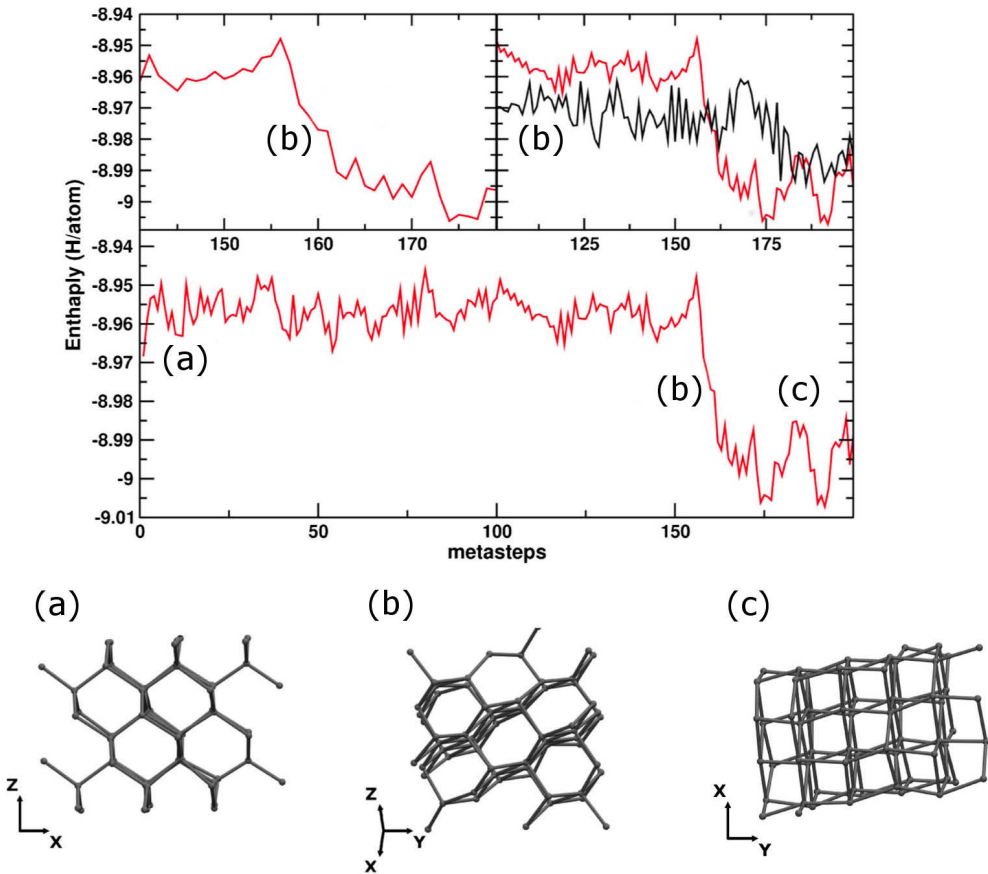 -8.94
-8.95
-8.96
-8.97
-8.98
-8.99
-9
(b)
(b)
150
160
170
125
150
175
Enthaply (H/atom)
-8.94
-8.95
-8.96
-8.97
-8.98
-8.99
-9
-9.01
(a)
(b)
(c)
0
50
100
150
metasteps
(a)
(b)
(c)
Z
X
Z
Y
X
X
Y